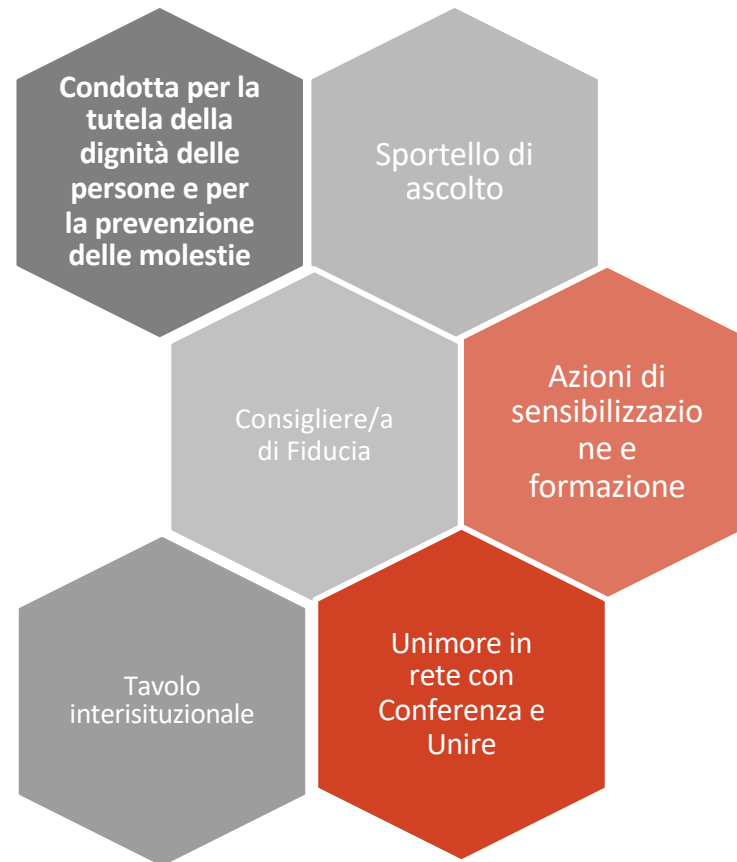 Condotta per la
tutela della
dignità delle
persone e per
la prevenzione
delle molestie
Sportello di
ascolto
Consigliere/a
di Fiducia
Azioni di
sensibilizzazio
ne e
formazione
Tavolo
interisituzionale
Unimore in
rete con
Conferenza e
Unire